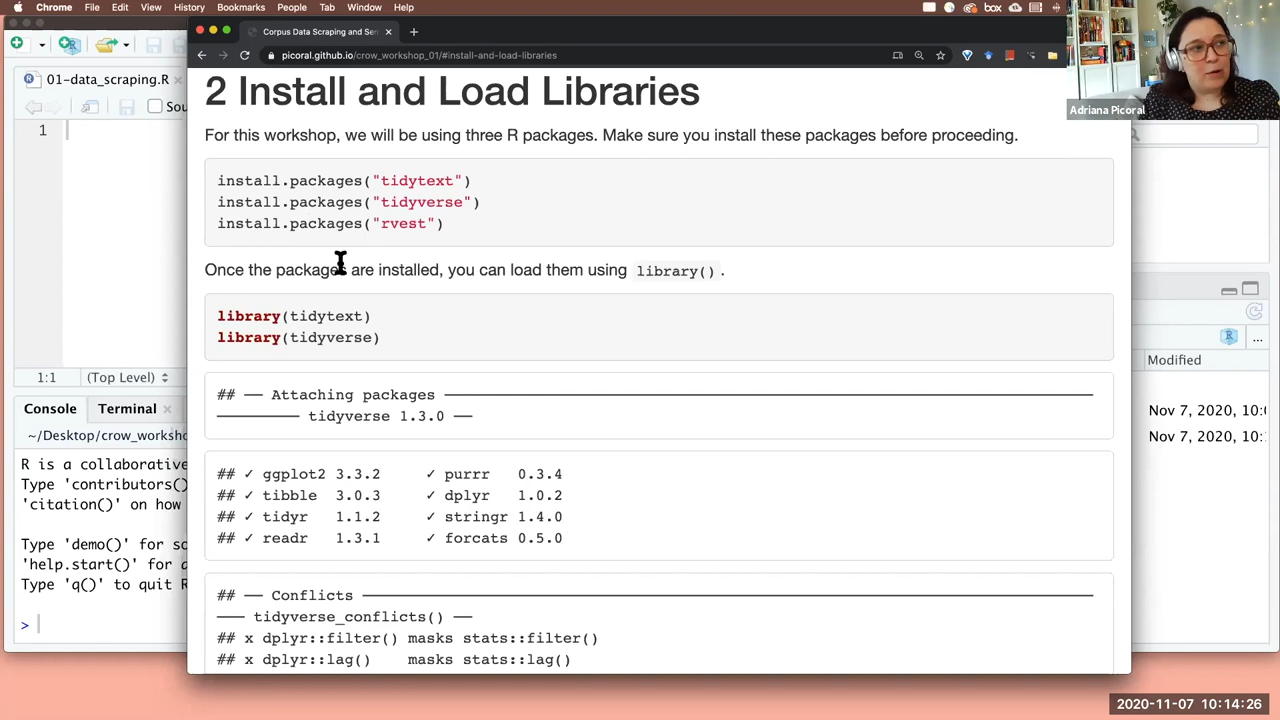 Chrome File Edit View History Bookmarks People Tab Window Help
Corpus Data Scraping and Sen
picoral.github.io/crow_workshop_01/#install-and-load-libraries
Adriana Picoral
01-data_scraping.R
Sou
1
1:1 (Top Level)
Console Terminal
~/Desktop/crow_worksho
R is a collaborative
Type 'contributors()
'citation()' on how
Type 'demo()' for so
'help.start()' for a
Type 'q()' to quit R
>
2 Install and Load Libraries
For this workshop, we will be using three R packages. Make sure you install these packages before proceeding.
install.packages("tidytext")
install.packages("tidyverse")
install.packages("rvest")
Once the packages are installed, you can load them using library().
library(tidytext)
library(tidyverse)
## ── Attaching packages ────────────────────
───────── tidyverse 1.3.0 ──
## ✓ ggplot2 3.3.2 ✓ purrr 0.3.4
## ✓ tibble 3.0.3 ✓ dplyr 1.0.2
## ✓ tidyr 1.1.2 ✓ stringr 1.4.0
## ✓ readr 1.3.1 ✓ forcats 0.5.0
## ── Conflicts ────────────────────
─── tidyverse_conflicts() ──
## x dplyr::filter() masks stats::filter()
## x dplyr::lag() masks stats::lag()
...
Modified
Nov 7, 2020, 10:
Nov 7, 2020, 10:
2020-11-07 10:14:26